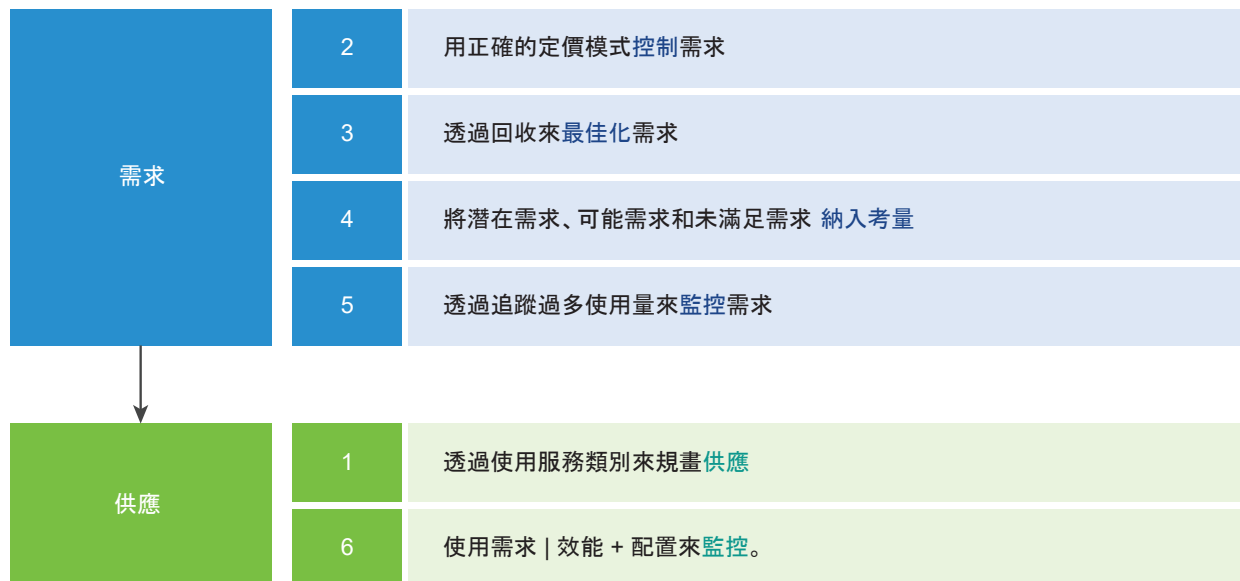 需求
2
用正確的定價模式控制需求
3
透過回收來最佳化需求
4
將潛在需求、可能需求和未滿足需求 納入考量
5
透過追蹤過多使用量來監控需求
供應
1
透過使用服務類別來規畫供應
6
使用需求 | 效能 + 配置來監控。